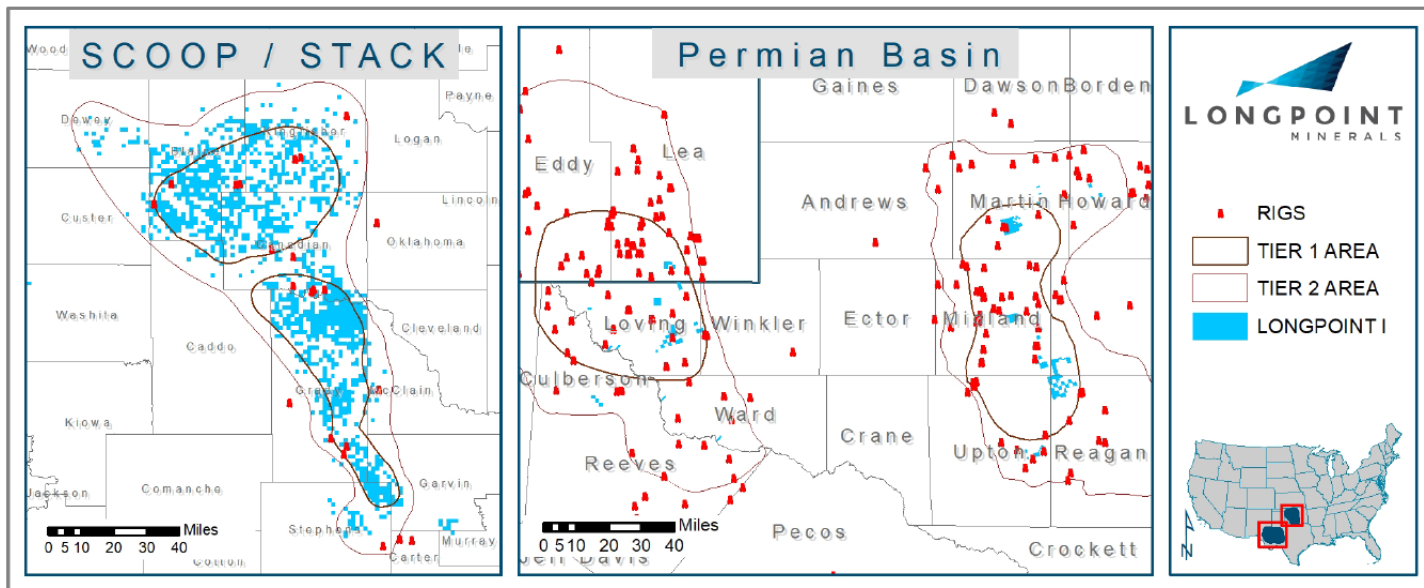 SCOOP / STACK
Payne
Dewey
Kingfisher
Logan
Blaine
Custer
Lincoln
Canadian
Oklahoma
Washita
Caddo
Cleveland
Grady
McClain
Kiowa
Jackson
Comanche
Garvin
Stephens
Murray
Carter
Cotton
Miles
0 5 10 20 30 40
Permian Basin
Gaines
Dawson
Borden
Eddy
Lea
Andrews
Martin
Howard
Loving
Winkler
Ector
Midland
Culberson
Ward
Crane
Upton
Reagan
Reeves
Pecos
Crockett
Jeff Davis
Miles
0 5 10 20 30 40
LONGPOINT
MINERALS
RIGS
TIER 1 AREA
TIER 2 AREA
LONGPOINT I
N